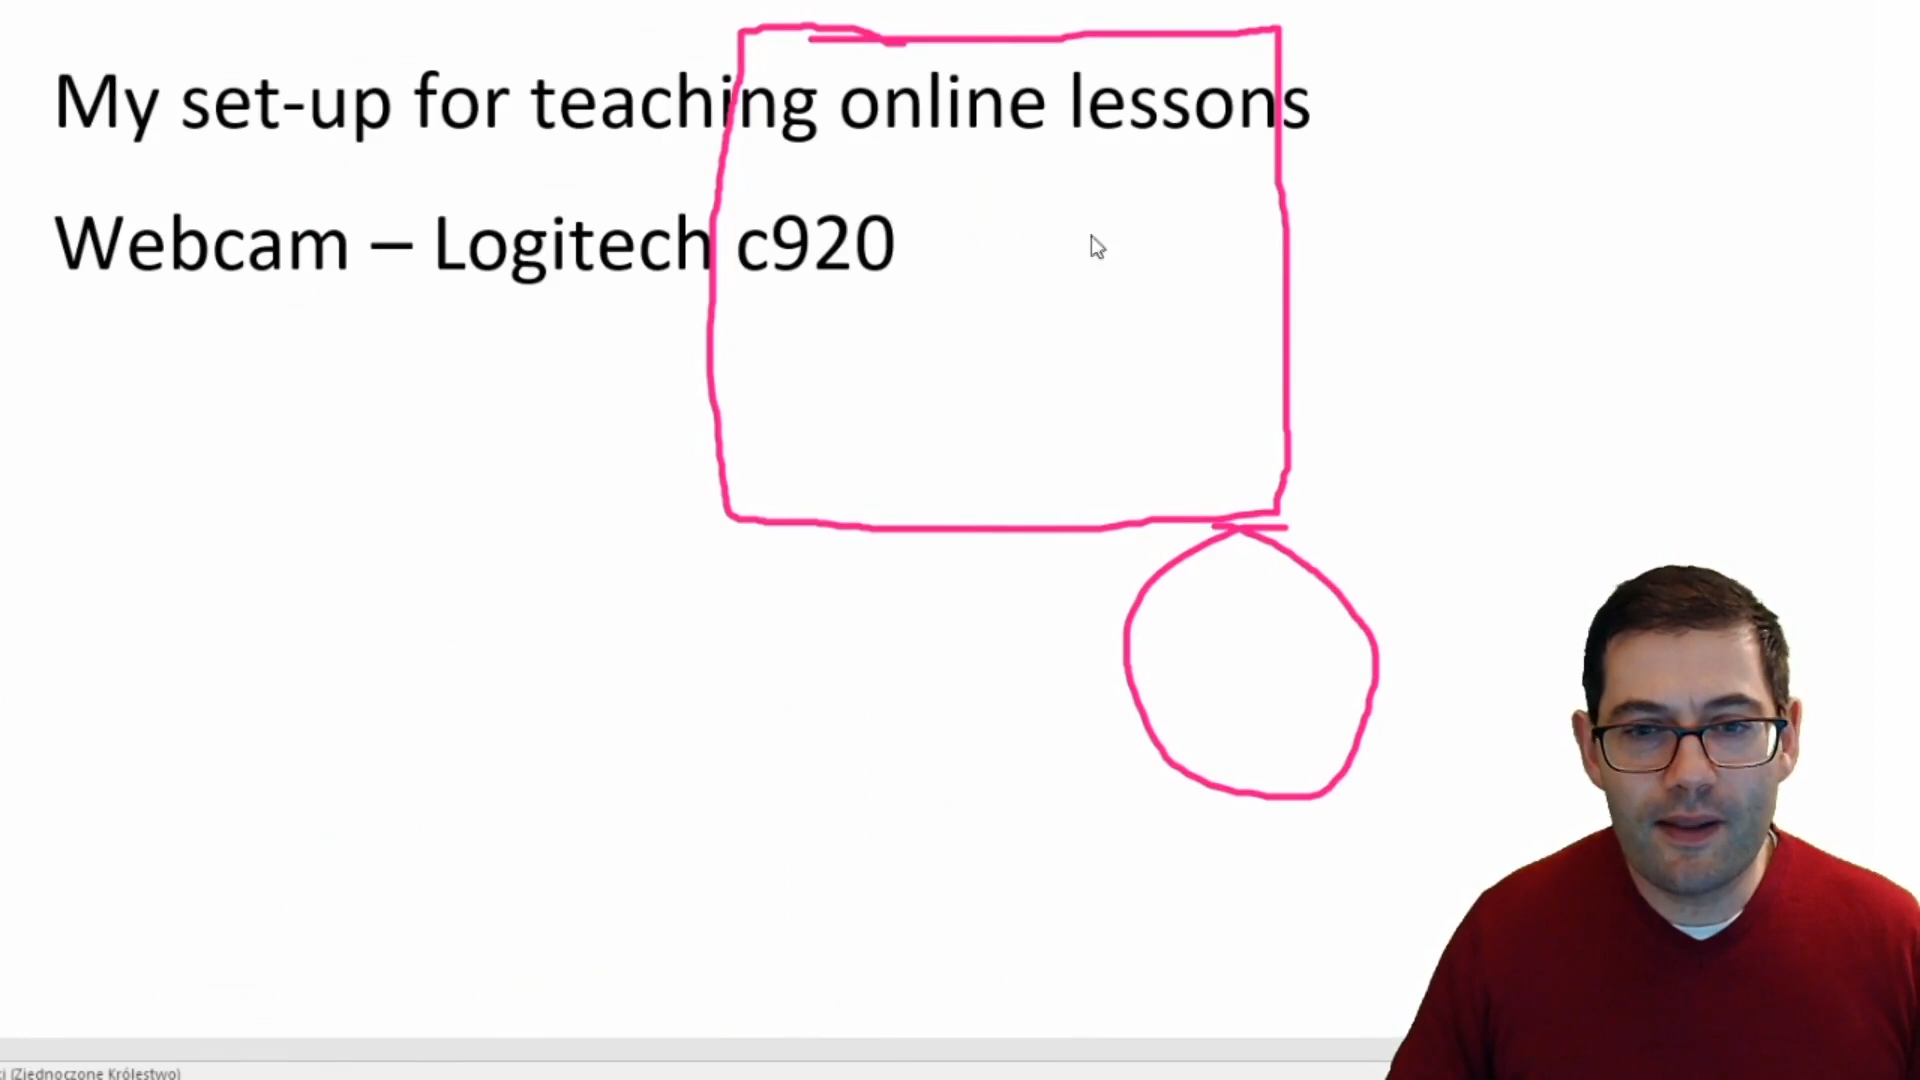 My set-up for teaching online lessons
Webcam – Logitech c920
(Zjednoczone Królestwo)